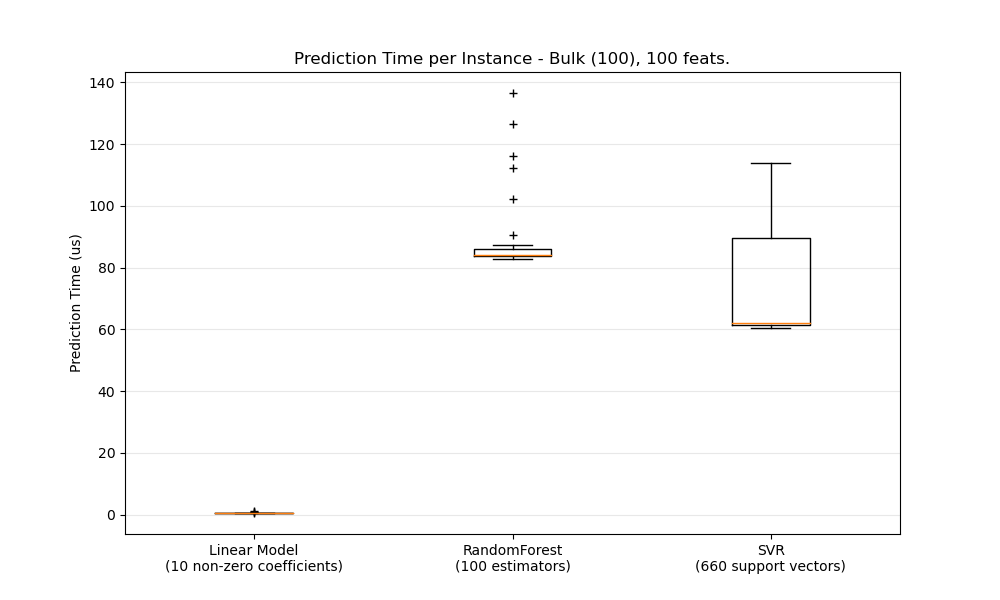 Prediction Time per Instance - Bulk (100), 100 feats.
140
120
100
80
60
40
20
0
Prediction Time (us)
Linear Model
(10 non-zero coefficients)
RandomForest
(100 estimators)
SVR
(660 support vectors)